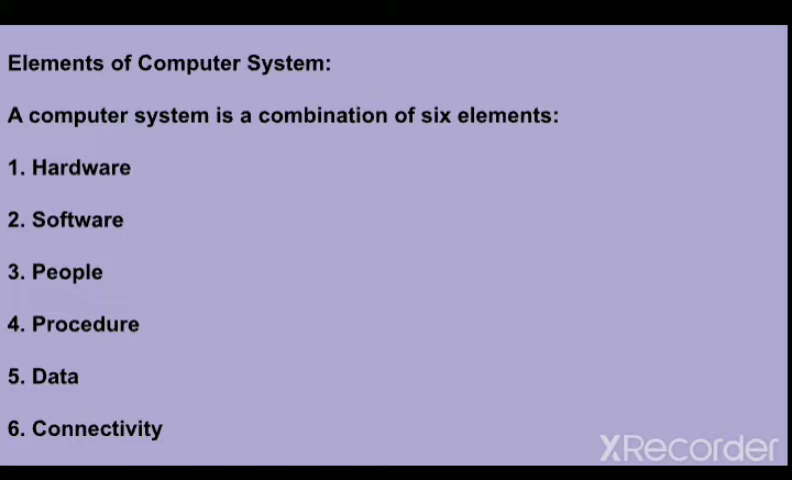 Elements of Computer System:
A computer system is a combination of six elements:
1. Hardware
2. Software
3. People
4. Procedure
5. Data
6. Connectivity
XRecorder